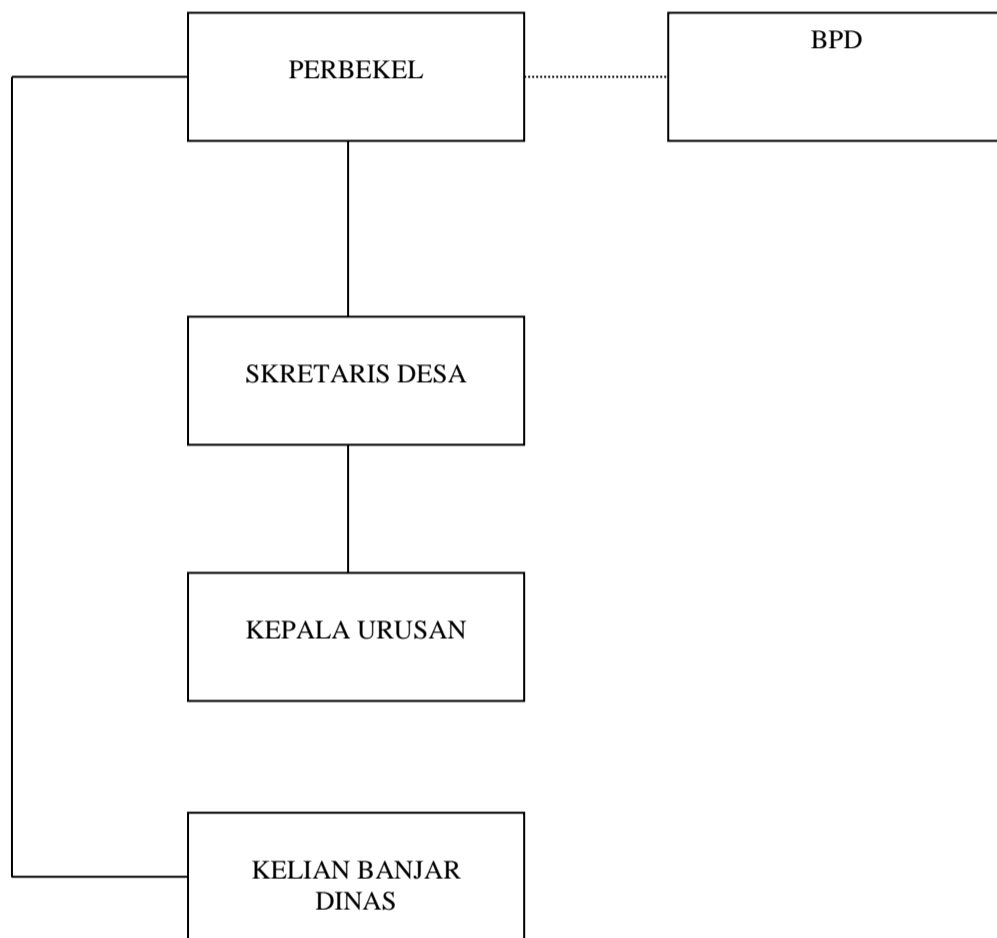 PERBEKEL
BPD
SKRETARIS DESA
KEPALA URUSAN
KELIAN BANJAR
DINAS